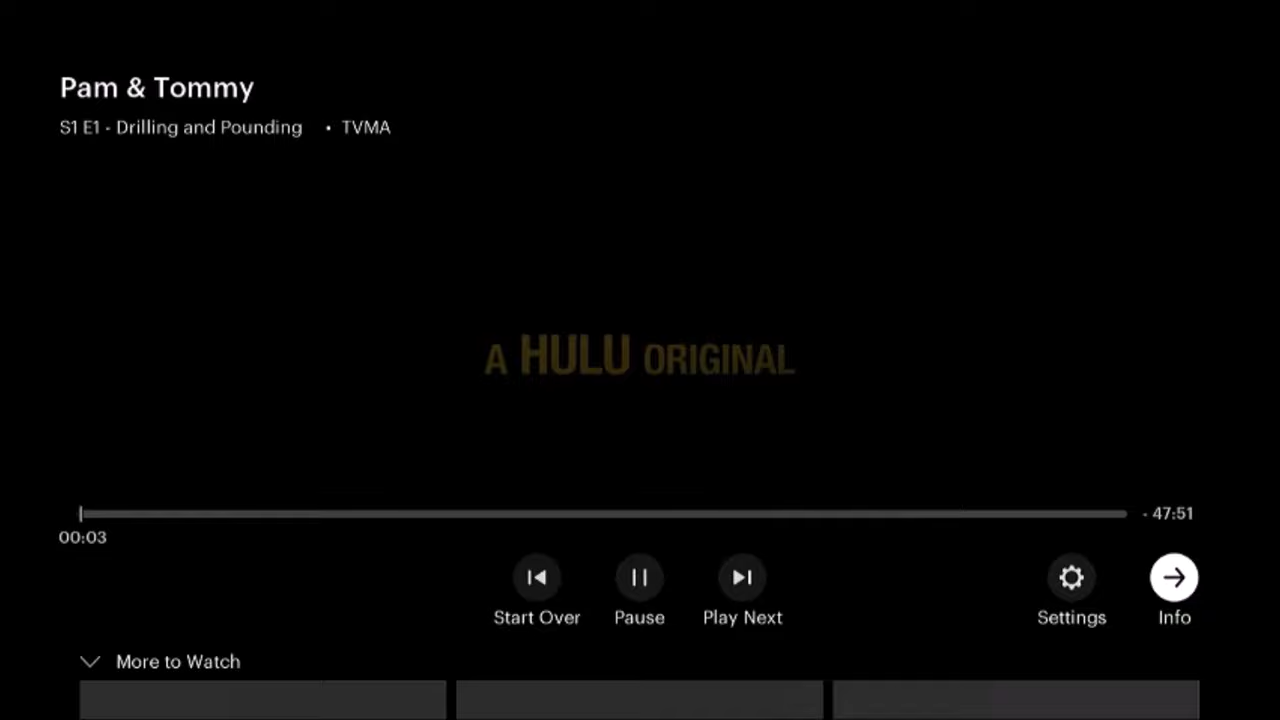 Pam & Tommy
S1 E1 - Drilling and Pounding • TVMA
A HULU ORIGINAL
- 47:51
00:03
Start Over
Pause
Play Next
Settings
Info
More to Watch